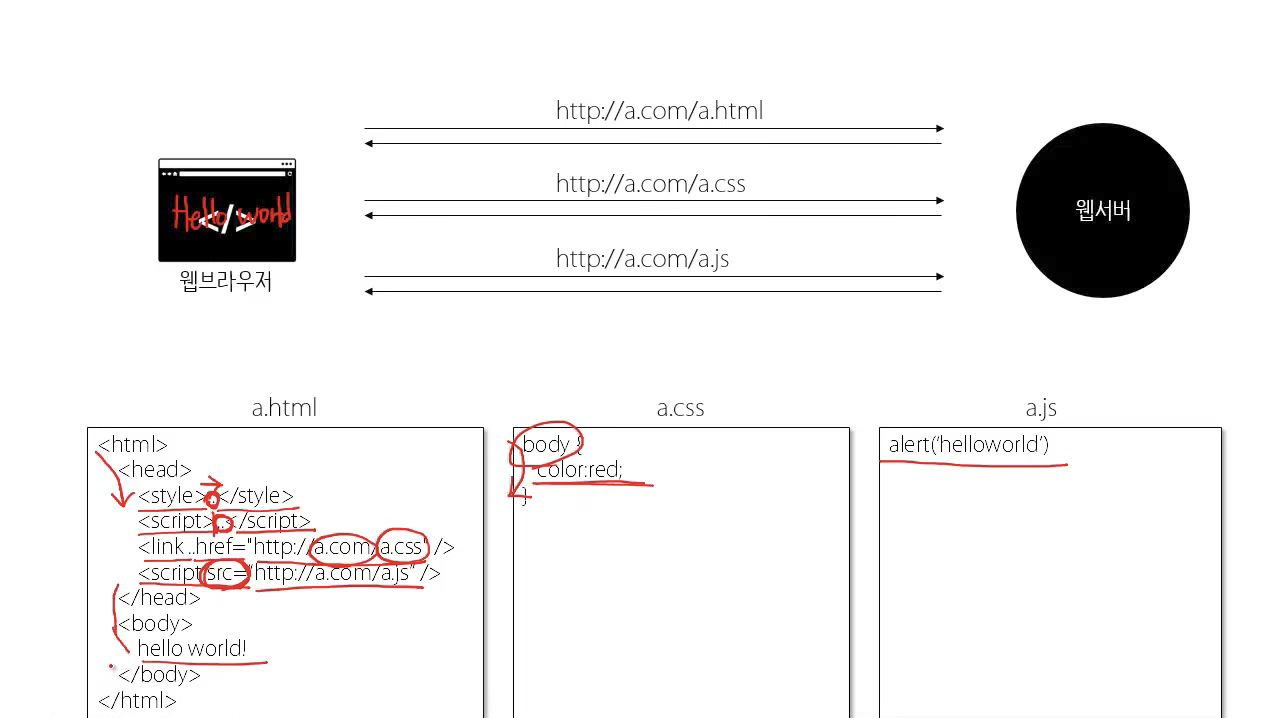 http://a.com/a.html
http://a.com/a.css
http://a.com/a.js
Hello world
</>
웹브라우저
웹서버
a.html
<html>
<head>
<style>..</style>
<script>..</script>
<link ..href="http://a.com/a.css" />
<script src="http://a.com/a.js" />
</head>
<body>
hello world!
</body>
</html>
a.css
body {
color:red;
}
a.js
alert('helloworld')